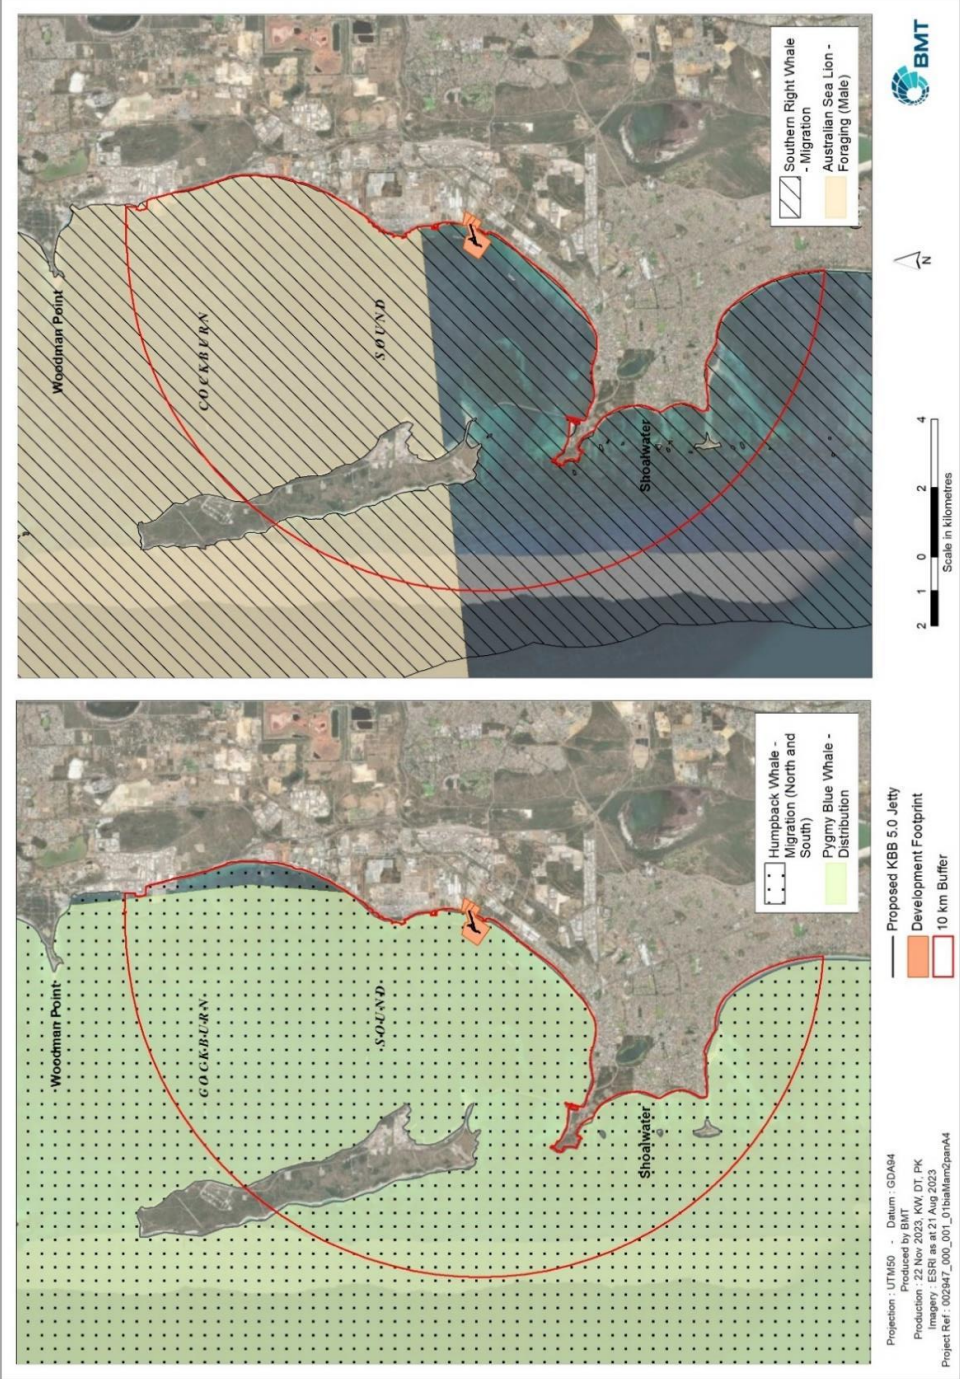 Woodman Point
COCKBURN
SOUND
Shoalwater
Humpback Whale -
Migration (North and
South)
Pygmy Blue Whale -
Distribution
Woodman Point
COCKBURN
SOUND
Shoalwater
Southern Right Whale
- Migration
Australian Sea Lion -
Foraging (Male)
Projection : UTM50 - Datum : GDA94
Produced by BMT
Production : 22 Nov 2023, KW, DT, PK
Imagery : ESRI as at 21 Aug 2023
Project Ref : 002947_000_001_01biaMam2panA4
Proposed KBB 5.0 Jetty
Development Footprint
10 km Buffer
2 1 0 2 4
Scale in kilometres
N
BMT